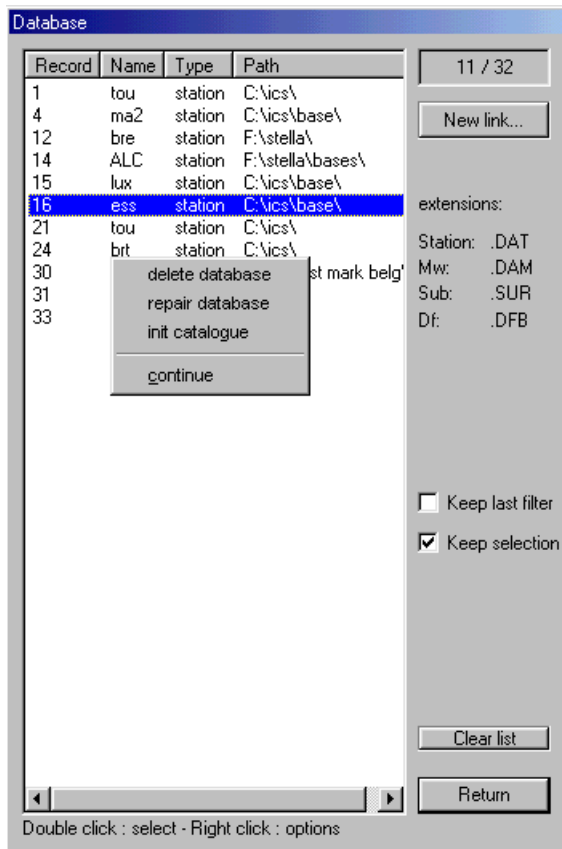 Database
Record Name Type Path
1 tou station C:\ics\
4 ma2 station C:\ics\base\
12 bre station F:\stella\
14 ALC station F:\stella\bases\
15 lux station C:\ics\base\
16 ess station C:\ics\base\
21 tou station C:\ics\
24 brt station C:\ics\
30 st mark belg'
31
33
delete database
repair database
init catalogue
continue
11 / 32
New link...
extensions:
Station: .DAT
Mw: .DAM
Sub: .SUR
Df: .DFB
Keep last filter
Keep selection
Clear list
Return
Double click : select - Right click : options